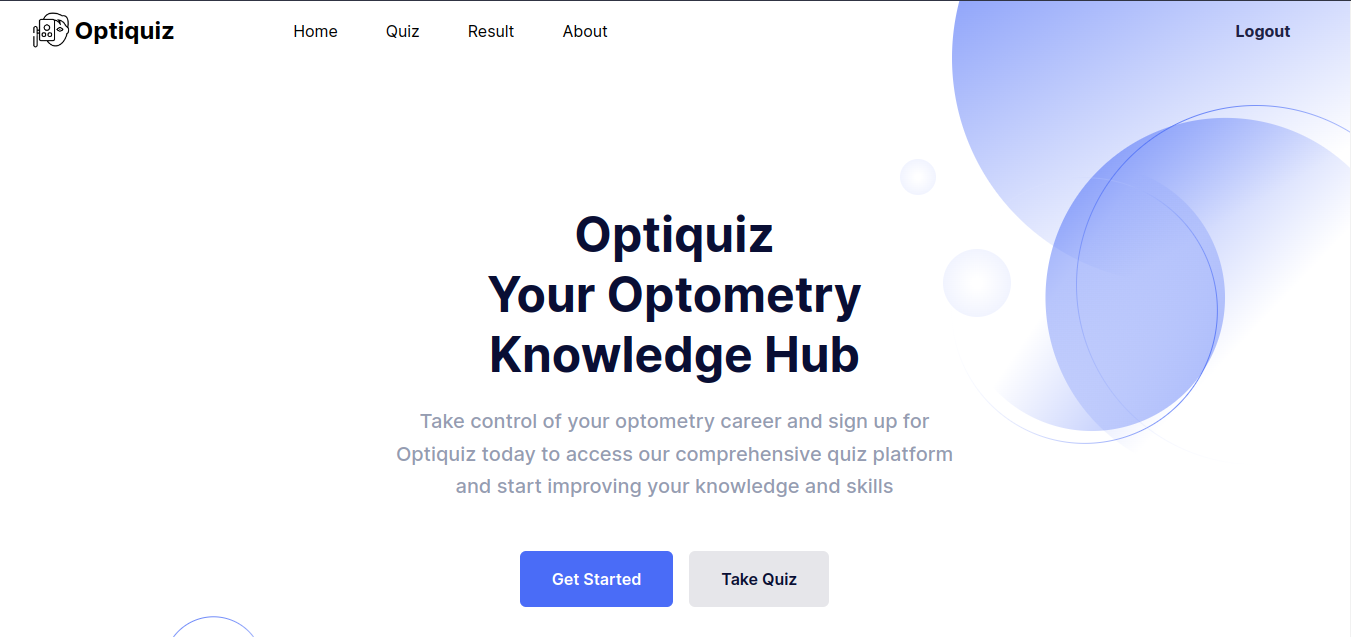 Optiquiz
Home
Quiz
Result
About
Logout
Optiquiz
Your Optometry
Knowledge Hub
Take control of your optometry career and sign up for
Optiquiz today to access our comprehensive quiz platform
and start improving your knowledge and skills
Get Started
Take Quiz